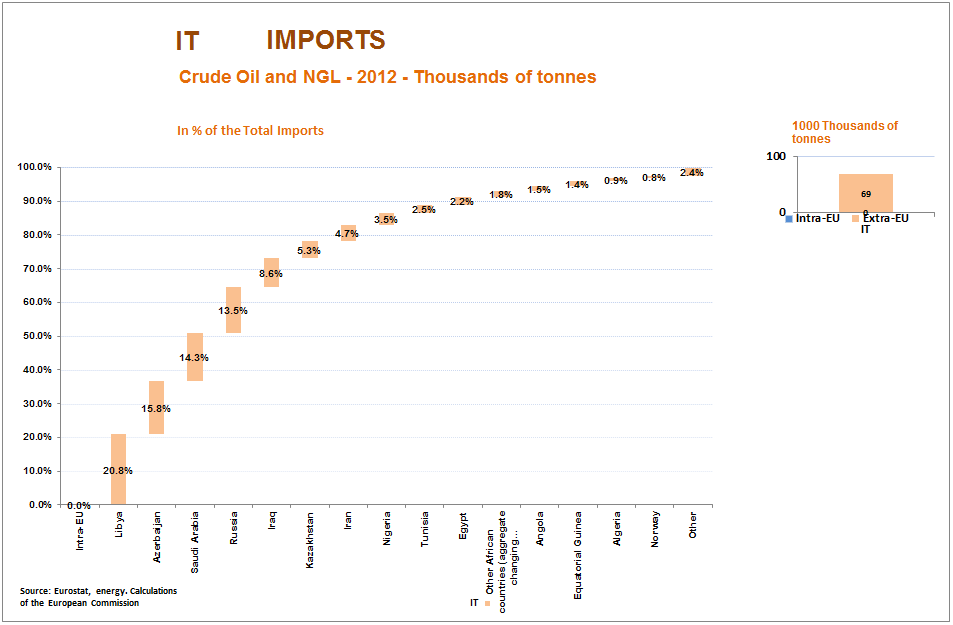 IT IMPORTS
Crude Oil and NGL - 2012 - Thousands of tonnes
In % of the Total Imports
100.0%
90.0%
80.0%
70.0%
60.0%
50.0%
40.0%
30.0%
20.0%
10.0%
0.0%
0.0%
20.8%
15.8%
14.3%
13.5%
8.6%
5.3%
4.7%
3.5%
2.5%
2.2%
1.8%
1.5%
1.4%
0.9%
0.8%
2.4%
Intra-EU
Libya
Azerbaijan
Saudi Arabia
Russia
Iraq
Kazakhstan
Iran
Nigeria
Tunisia
Egypt
Other African
countries (aggregate
changing...
Angola
Equatorial Guinea
Algeria
Norway
Other
IT
1000 Thousands of
tonnes
100
0
69
0
Intra-EU Extra-EU
IT
Source: Eurostat, energy. Calculations
of the European Commission